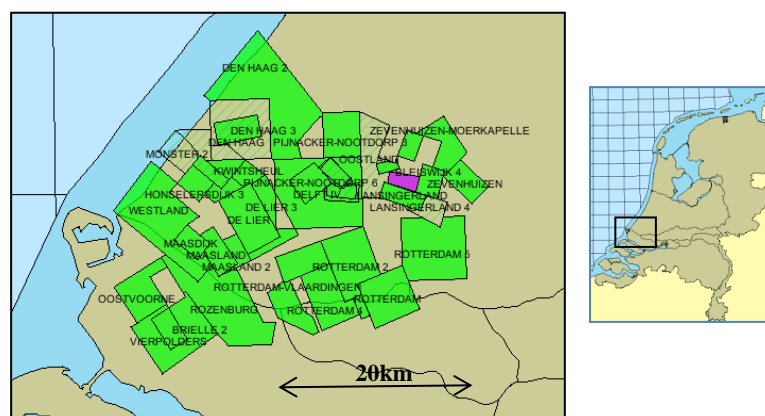 DEN HAAG 2
DEN HAAG 3
DEN HAAG
PIJNACKER-NOOTDORP 3
ZEVENHUIZEN-MOERKAPELLE
MONSTER 2
OOSTLAND
KWINTSHEUL
BLEISWIJK 4
PIJNACKER-NOOTDORP 6
ZEVENHUIZEN
HONSELERSDIJK 3
DELFT IV
LANSINGERLAND
WESTLAND
DE LIER 3
LANSINGERLAND 4
DE LIER
MAASDIJK
MAASLAND
ROTTERDAM 5
MAASLAND 2
ROTTERDAM 2
ROTTERDAM-VLAARDINGEN
OOSTVOORNE
ROTTERDAM
ROZENBURG
ROTTERDAM 4
BRIELLE 2
VIERPOLDERS
20km